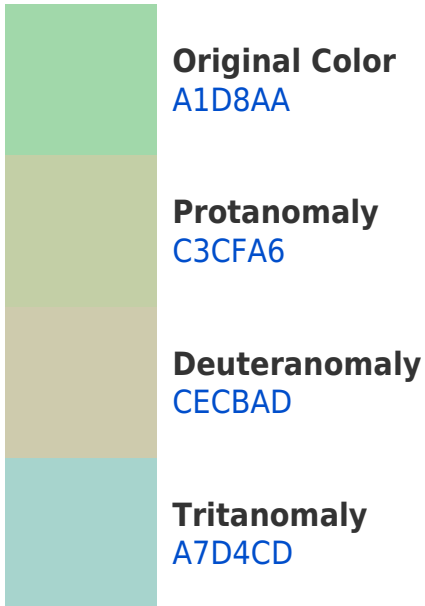 Original Color
A1D8AA
Protanomaly
C3CFA6
Deuteranomaly
CECBAD
Tritanomaly
A7D4CD